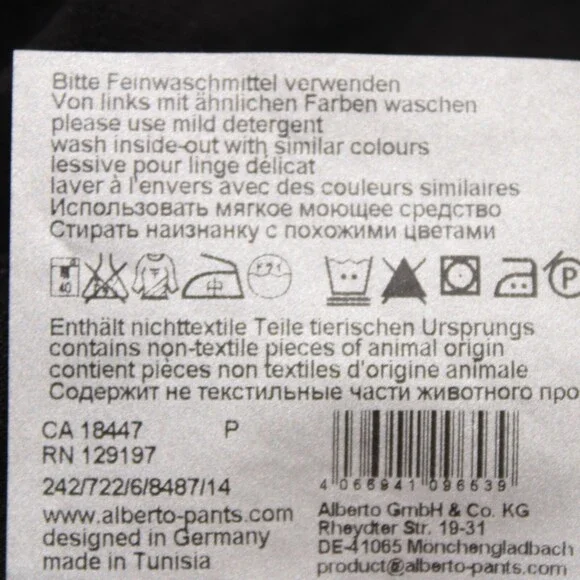 Bitte Feinwaschmittel verwenden
Von links mit ähnlichen Farben waschen
please use mild detergent
wash inside-out with similar colours
lessive pour linge délicat
laver à l'envers avec des couleurs similaires
Использовать мягкое моющее средство
Стирать наизнанку с похожими цветами
40 中 P
Enthält nichttextile Teile tierischen Ursprungs
contains non-textile pieces of animal origin
contient pièces non textiles d'origine animale
Содержит не текстильные части животного про
CA 18447 P
RN 129197
242/722/6/8487/14
4 066941 096539
www.alberto-pants.com
designed in Germany
made in Tunisia
Alberto GmbH & Co. KG
Rheydter Str. 19-31
DE-41065 Mönchengladbach
product@alberto-pants.com